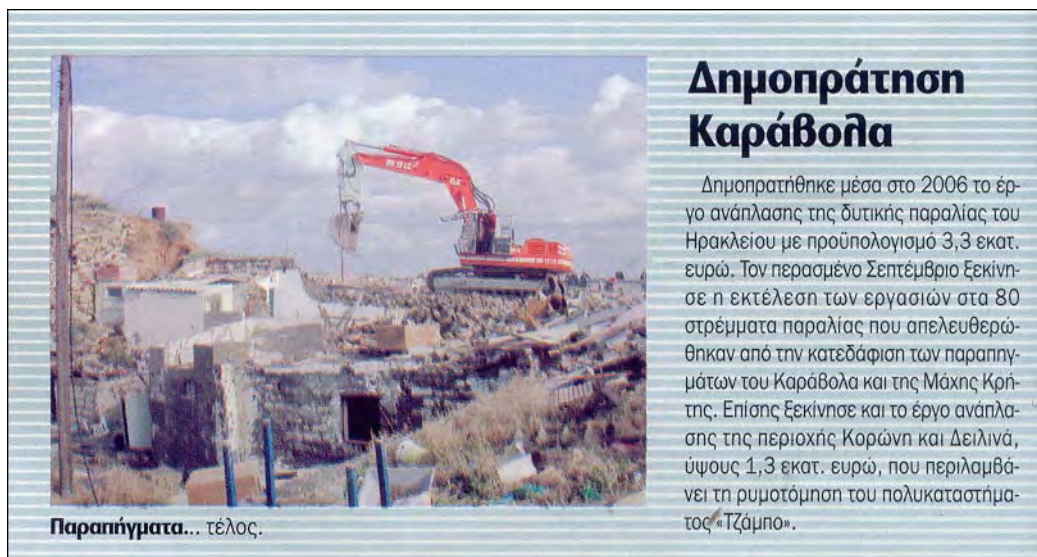 Δημοπράτηση
Καράβολα
Δημοπρατήθηκε μέσα στο 2006 το έρ-
γο ανάπλασης της δυτικής παραλίας του
Ηρακλείου με προϋπολογισμό 3,3 εκατ.
ευρώ. Τον περασμένο Σεπτέμβριο ξεκίνη-
σε η εκτέλεση των εργασιών στα 80
στρέμματα παραλίας που απελευθερώ-
θηκαν από την κατεδάφιση των παραπηγ-
μάτων του Καράβολα και της Μάχης Κρή-
της. Επίσης ξεκίνησε και το έργο ανάπλα-
σης της περιοχής Κορώνη και Δειλινά,
ύψους 1,3 εκατ. ευρώ, που περιλαμβά-
νει τη ρυμοτόμηση του πολυκαταστήμα-
τος «Τζάμπο».
Παραπήγματα... τέλος.